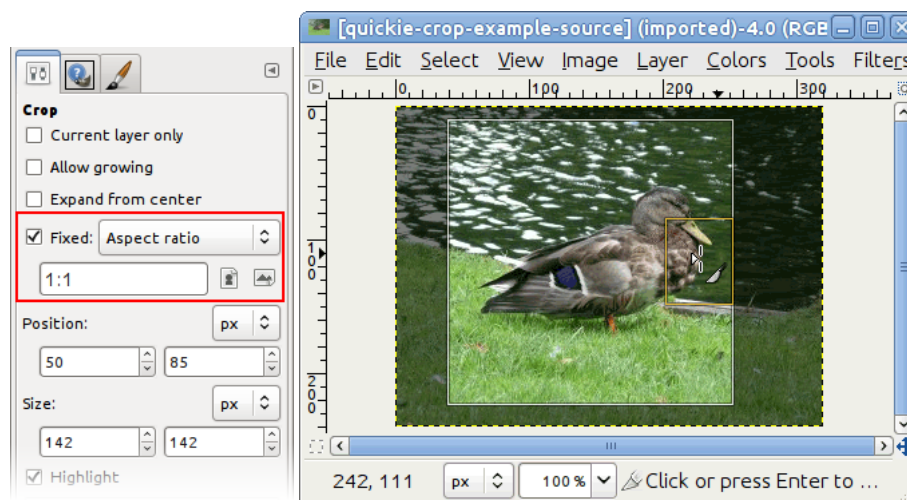 Crop
Current layer only
Allow growing
Expand from center
Fixed: Aspect ratio
1:1
Position: px
50 85
Size: px
142 142
Highlight
[quickie-crop-example-source] (imported)-4.0 (RGB
File Edit Select View Image Layer Colors Tools Filters
0 100 200 300
0
100
200
242, 111 px 100 % Click or press Enter to ...